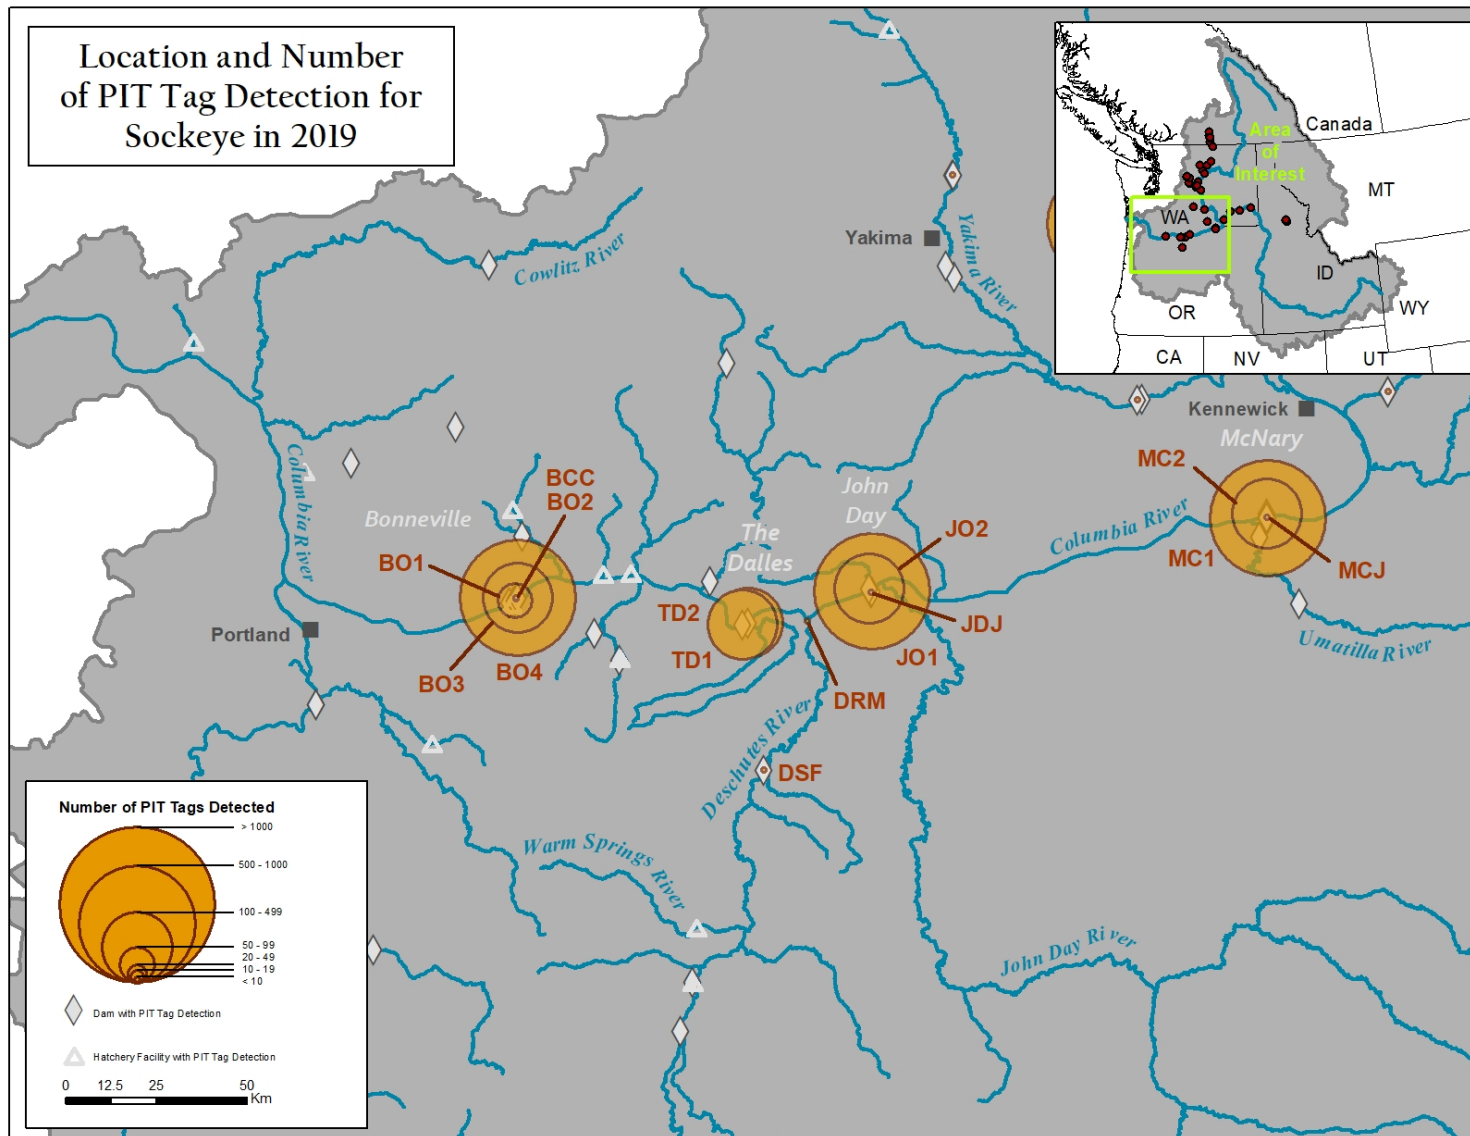 Location and Number
of PIT Tag Detection for
Sockeye in 2019
Canada
Area
of
Interest
MT
WA
ID
OR
WY
CA
NV
UT
Yakima
Yakima River
Cowlitz River
Kennewick
McNary
MC2
MC1
MCJ
Columbia River
Columbia River
Umatilla River
John
Day
JO2
JDJ
JO1
The
Dalles
TD2
TD1
DRM
Bonneville
BCC
BO2
BO1
BO3
BO4
Portland
Deschutes River
DSF
Warm Springs
River
John Day River
Number of PIT Tags Detected
> 1000
500 - 1000
100 - 499
50 - 99
20 - 49
10 - 19
< 10
Dam with PIT Tag Detection
Hatchery Facility with PIT Tag Detection
0 12.5 25 50
Km